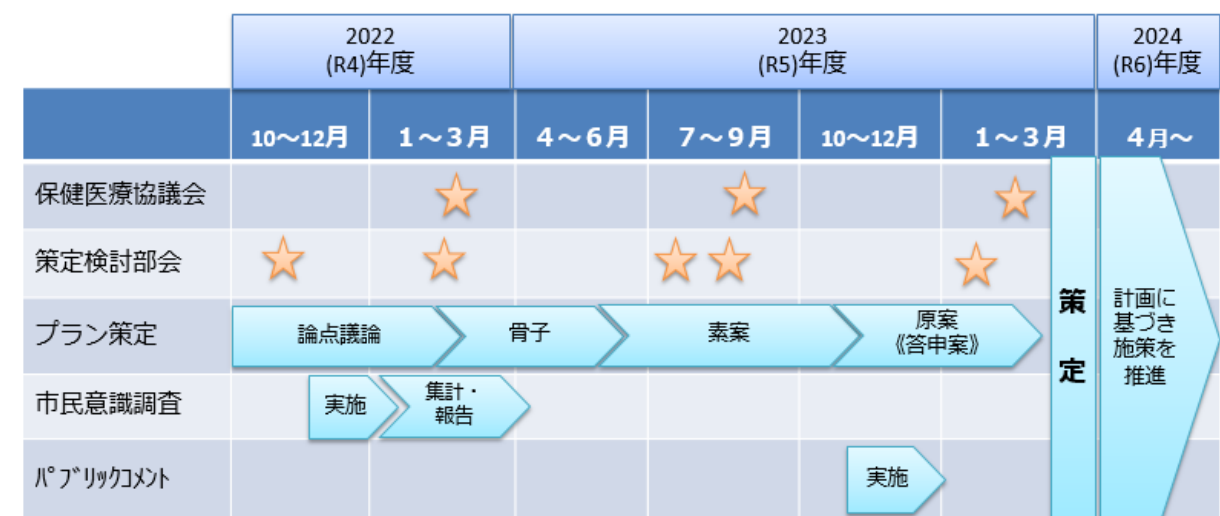 2022
(R4)年度
2023
(R5)年度
2024
(R6)年度
10～12月
1～3月
4～6月
7～9月
10～12月
1～3月
4月～
保健医療協議会
策定検討部会
プラン策定
論点議論
骨子
素案
原案
《答申案》
市民意識調査
実施
集計・
報告
ﾊﾟﾌﾞﾘｯｸｺﾒﾝﾄ
実施
策定
計画に
基づき
施策を
推進